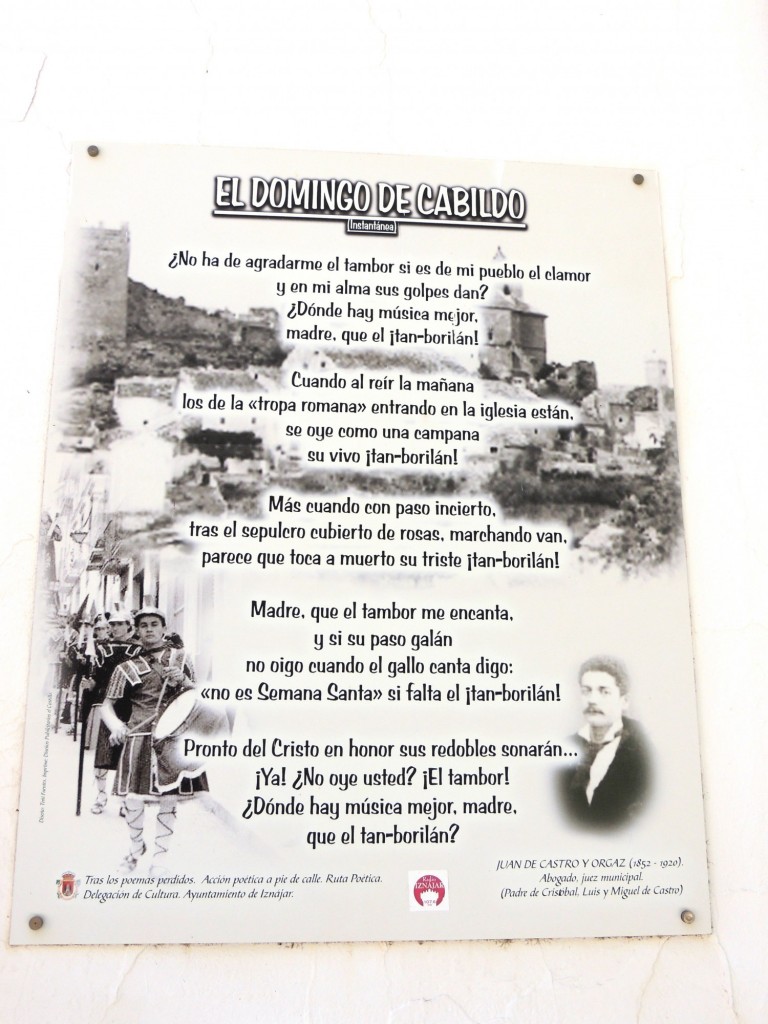 EL DOMINGO DE CABILDO
(Instantánea)
¿No ha de agradarme el tambor si es de mi pueblo el clamor
y en mi alma sus golpes dan?
¿Dónde hay música mejor,
madre, que el ¡tan-borilán!
Cuando al reír la mañana
los de la «tropa romana» entrando en la iglesia están,
se oye como una campana
su vivo ¡tan-borilán!
Más cuando con paso incierto,
tras el sepulcro cubierto de rosas, marchando van,
parece que toca a muerto su triste ¡tan-borilán!
Madre, que el tambor me encanta,
y si su paso galán
no oigo cuando el gallo canta digo:
«no es Semana Santa» si falta el ¡tan-borilán!
Pronto del Cristo en honor sus redobles sonarán...
¡Ya! ¿No oye usted? ¡El tambor!
¿Dónde hay música mejor, madre,
que el tan-borilán?
JUAN DE CASTRO Y ORGAZ (1852 - 1920).
Abogado, juez municipal.
(Padre de Cristóbal, Luis y Miguel de Castro)
Tras los poemas perdidos. Acción poética a pie de calle. Ruta Poética.
Delegación de Cultura. Ayuntamiento de Iznájar.
Radio
IZNÁJAR